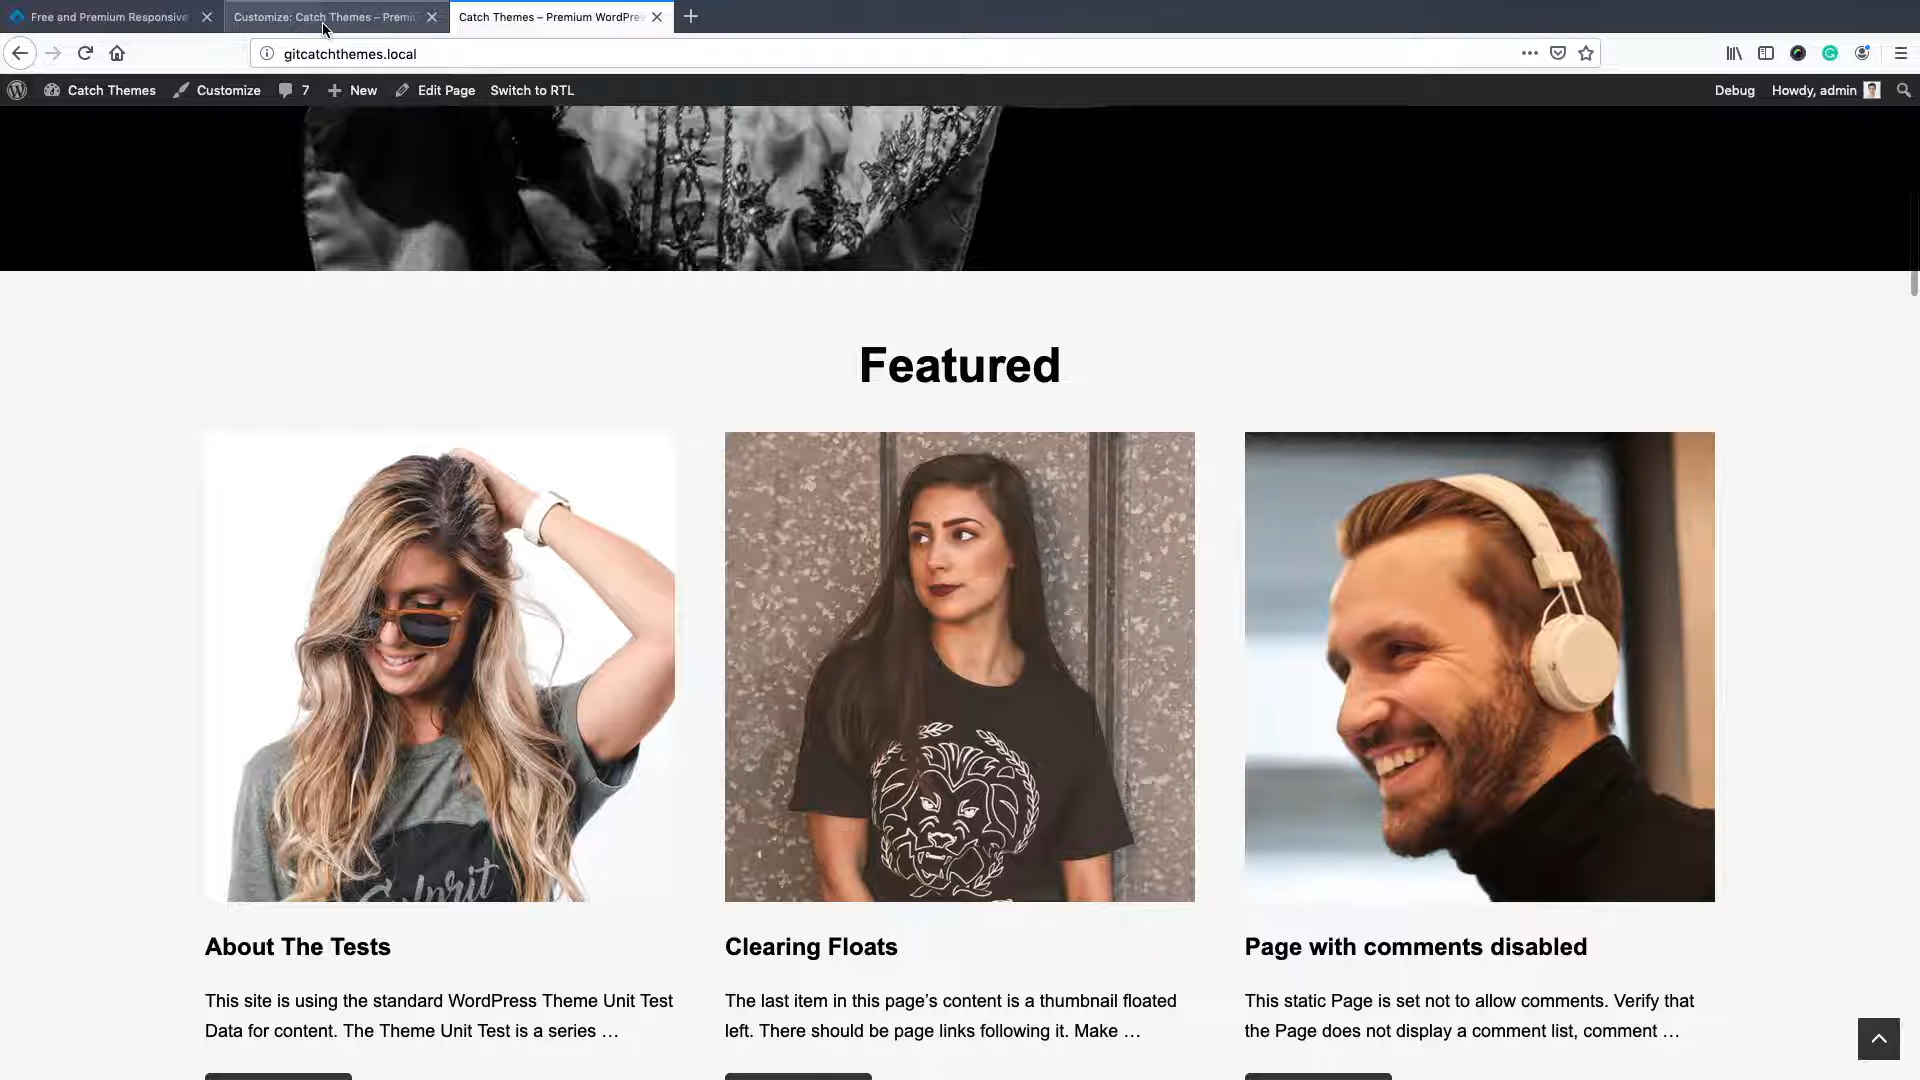 Free and Premium Responsive
Customize: Catch Themes – Premi
Catch Themes – Premium WordPre
gitcatchthemes.local
Catch Themes
Customize
7
New
Edit Page
Switch to RTL
Debug
Howdy, admin
Featured
Culprit
About The Tests
This site is using the standard WordPress Theme Unit Test
Data for content. The Theme Unit Test is a series …
Clearing Floats
The last item in this page’s content is a thumbnail floated
left. There should be page links following it. Make …
Page with comments disabled
This static Page is set not to allow comments. Verify that
the Page does not display a comment list, comment …